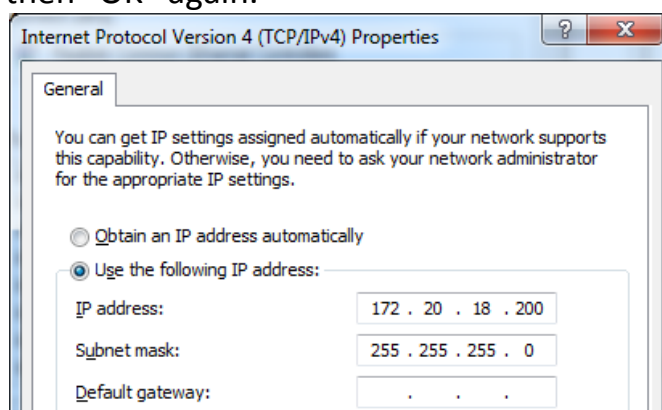 then "OK" again.
Internet Protocol Version 4 (TCP/IPv4) Properties
General
You can get IP settings assigned automatically if your network supports
this capability. Otherwise, you need to ask your network administrator
for the appropriate IP settings.
Obtain an IP address automatically
Use the following IP address:
IP address: 172 . 20 . 18 . 200
Subnet mask: 255 . 255 . 255 . 0
Default gateway: . . .